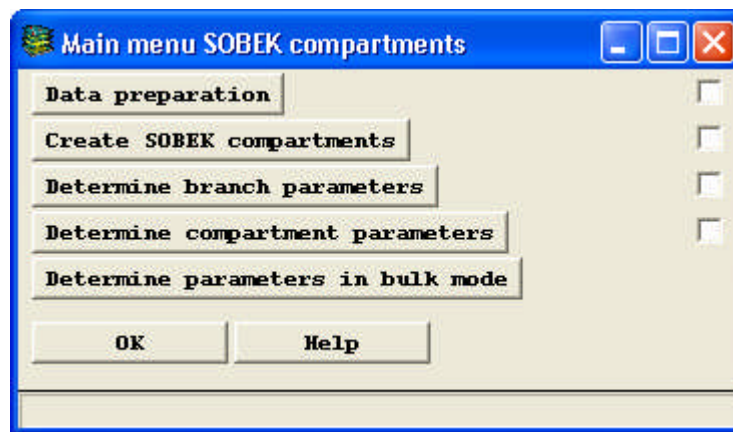 Main menu SOBEK compartments
Data preparation
Create SOBEK compartments
Determine branch parameters
Determine compartment parameters
Determine parameters in bulk mode
OK Help